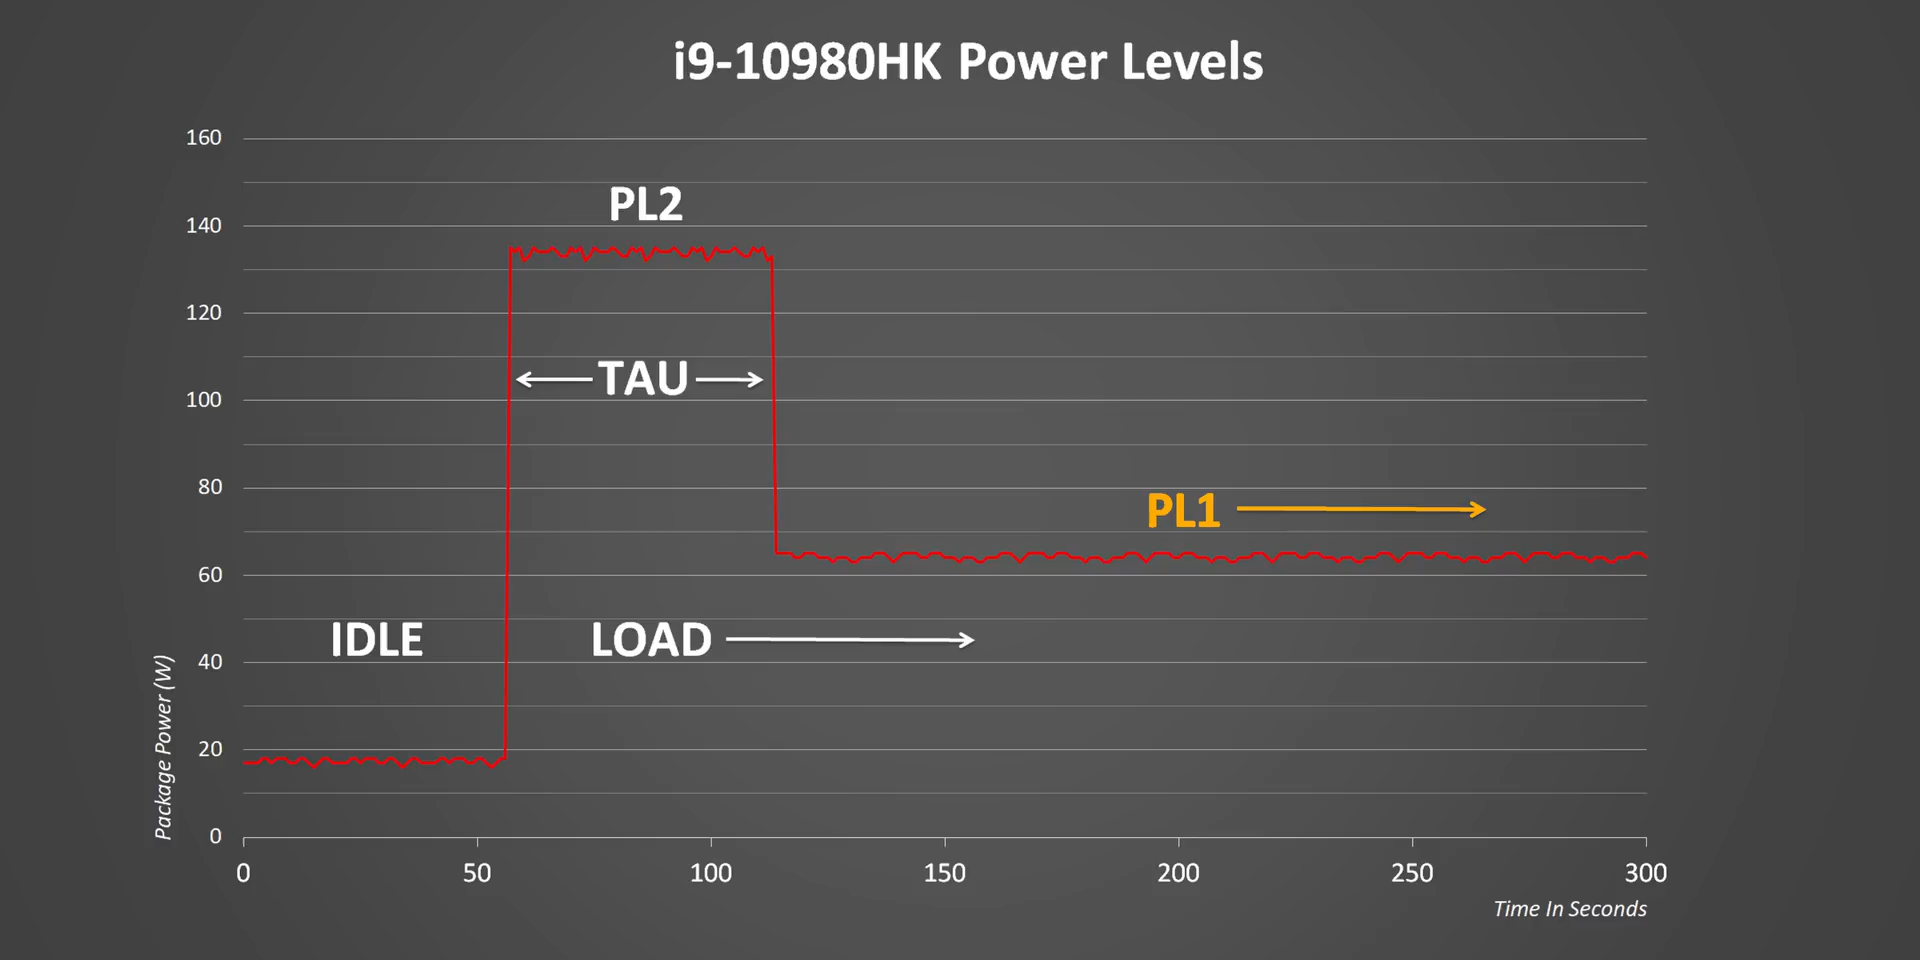 i9-10980HK Power Levels
160
140
120
100
80
60
40
20
0
PL2
TAU
PL1
IDLE
LOAD
Package Power (W)
0 50 100 150 200 250 300
Time In Seconds